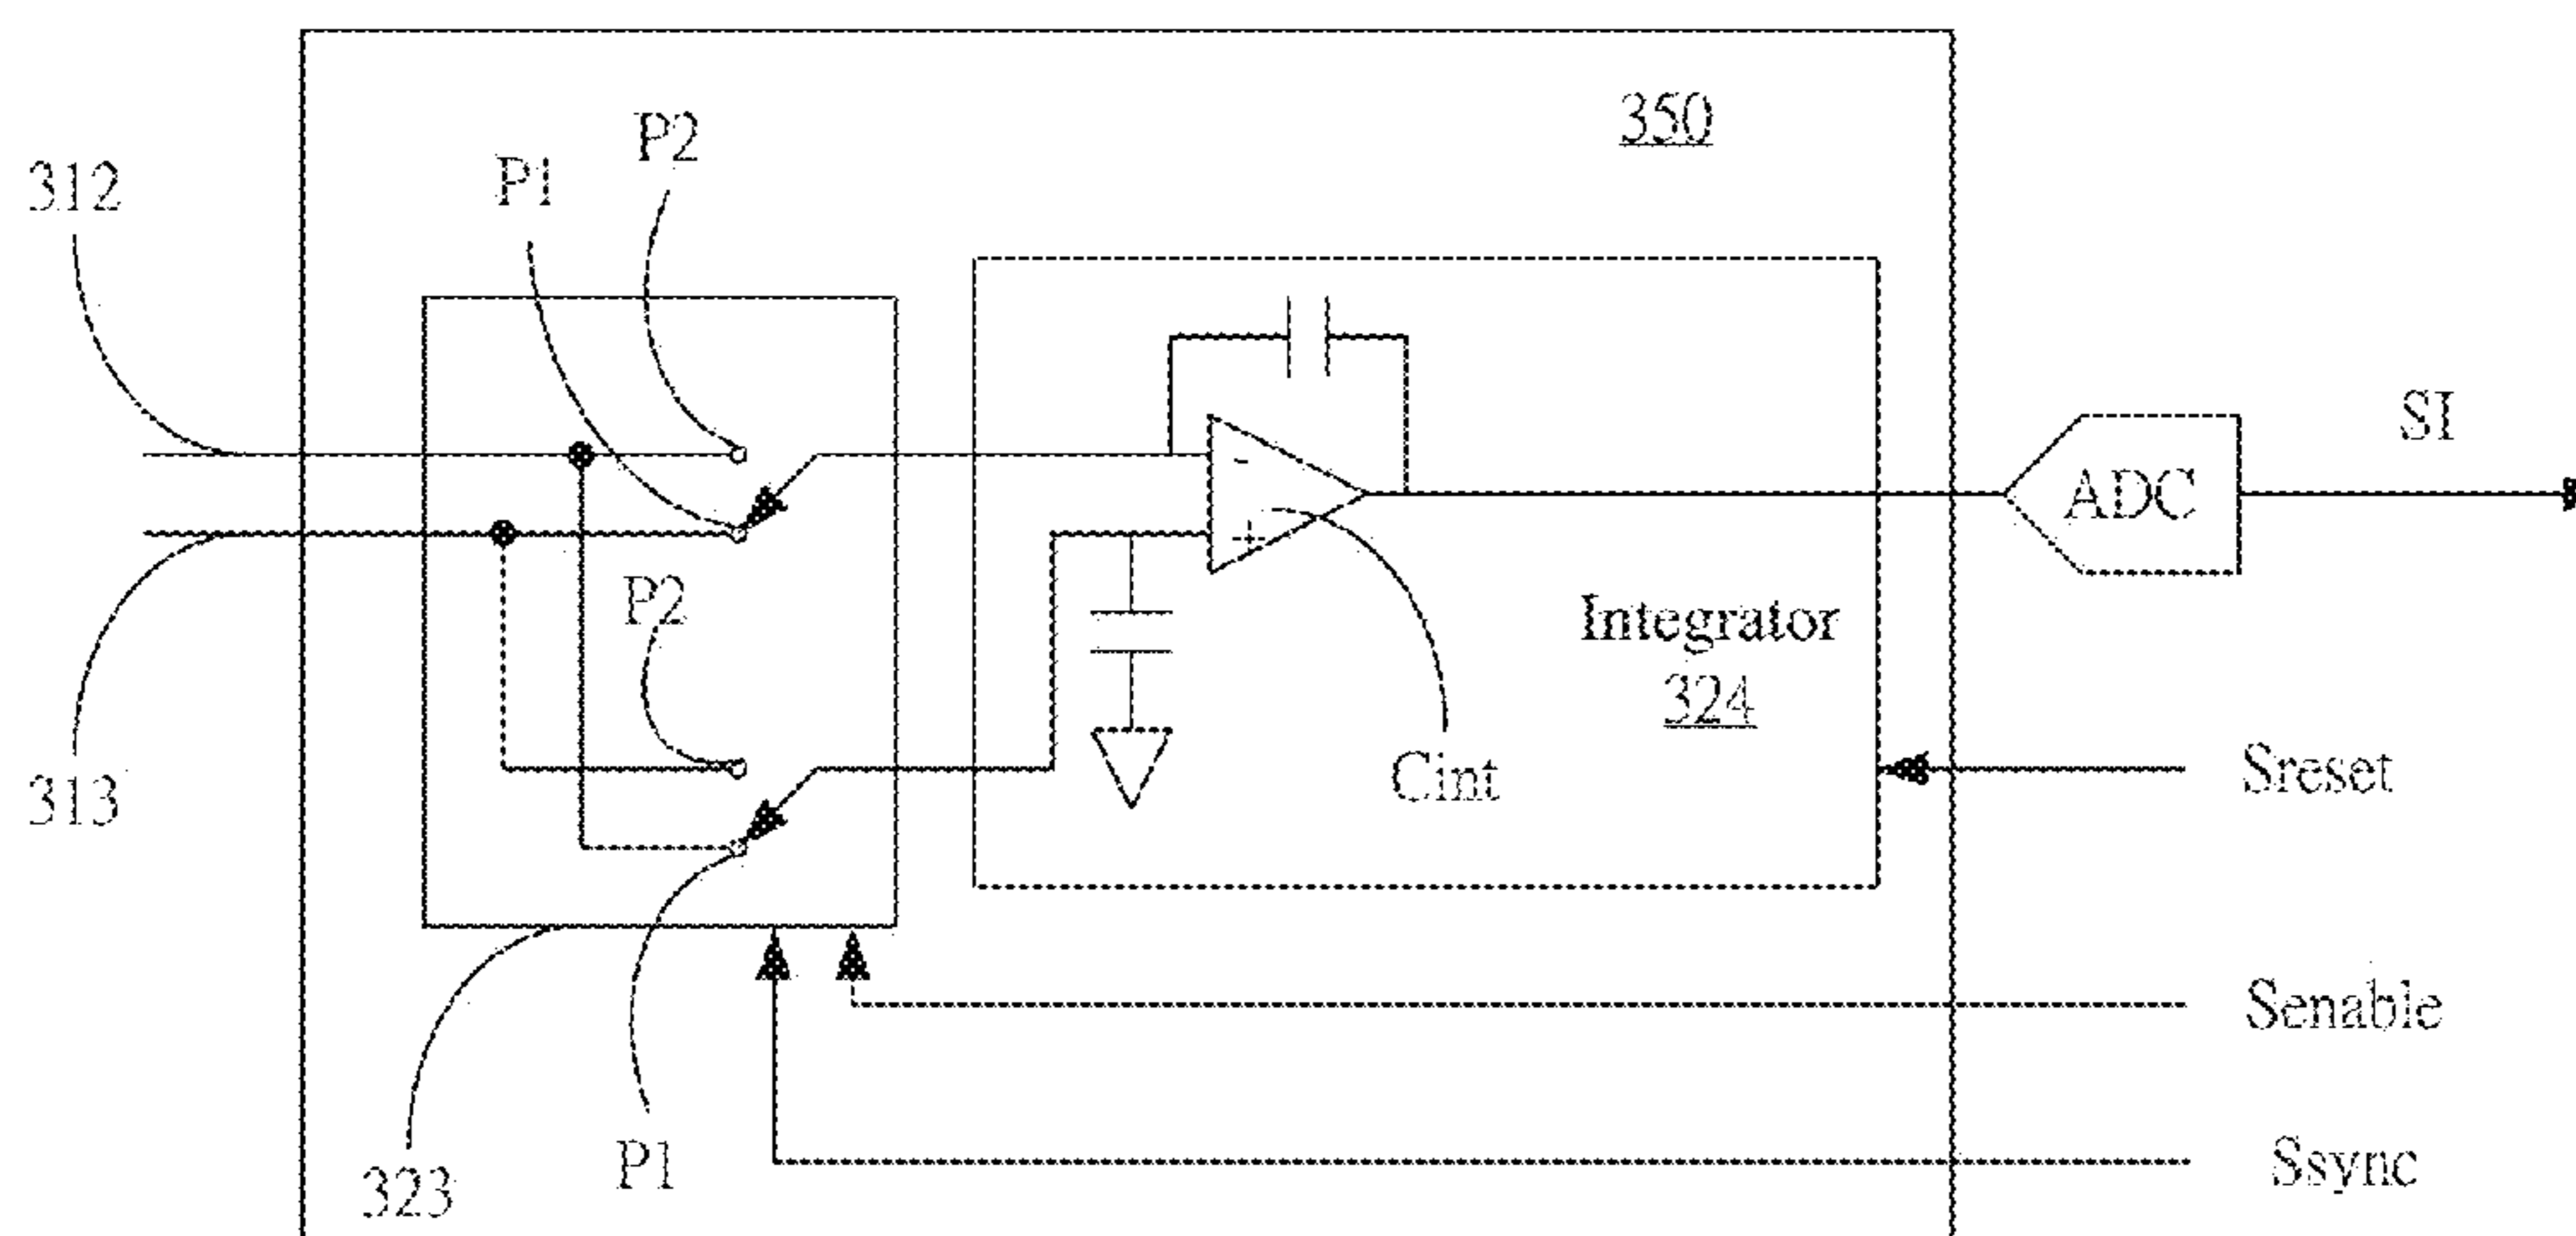 350
P2
P1
312
SI
ADC
-
+
P2
Integrator
324
313
Cint
Sreset
Senable
P1
323
Ssync